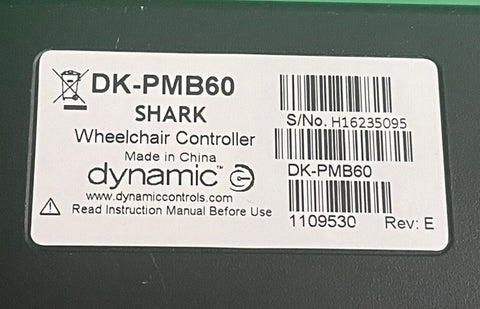 DK-PMB60
SHARK
Wheelchair Controller
Made in China
dynamic™
www.dynamiccontrols.com
Read Instruction Manual Before Use
S/No. H16235095
DK-PMB60
1109530 Rev: E